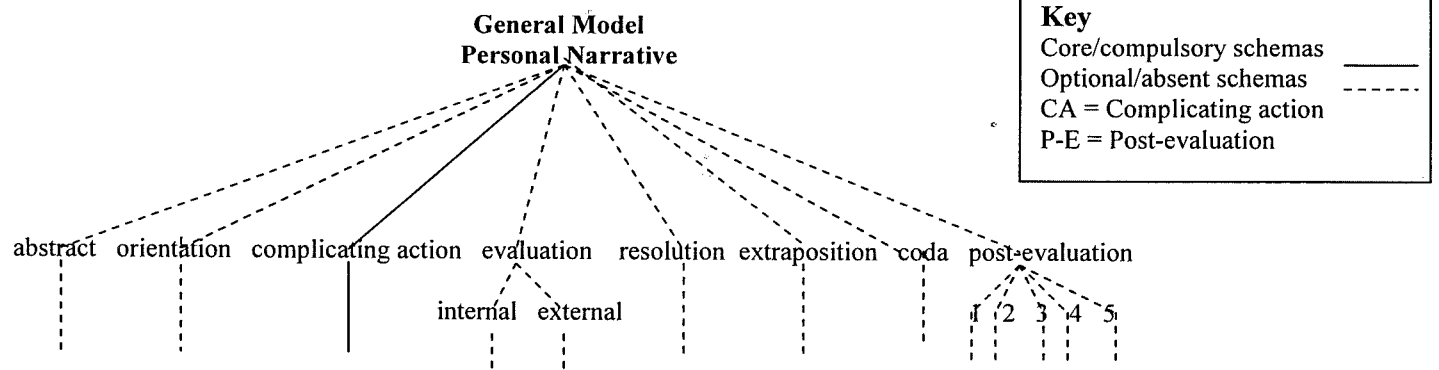 General Model
Personal Narrative
Key
Core/compulsory schemas
Optional/absent schemas
CA = Complicating action
P-E = Post-evaluation
abstract orientation complicating action evaluation resolution extraposition coda post-evaluation
internal external
1 2 3 4 5